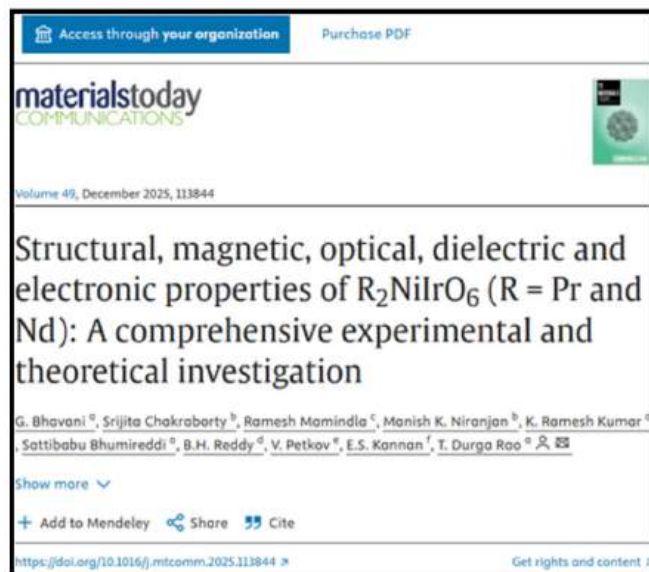 Access through your organization Purchase PDF
materialstoday
COMMUNICATIONS
Volume 49, December 2025, 113844
Structural, magnetic, optical, dielectric and
electronic properties of R₂NiIrO₆ (R = Pr and
Nd): A comprehensive experimental and
theoretical investigation
G. Bhavani ᵃ, Srijita Chakraborty ᵇ, Ramesh Mamindla ᶜ, Manish K. Niranjan ᵇ, K. Ramesh Kumar
, Sattibabu Bhumireddi ᵃ, B.H. Reddy ᵈ, V. Petkov ᵉ, E.S. Kannan ᶠ, T. Durga Rao ᵃ
Show more
Add to Mendeley Share Cite
https://doi.org/10.1016/j.mtcomm.2025.113844 Get rights and content